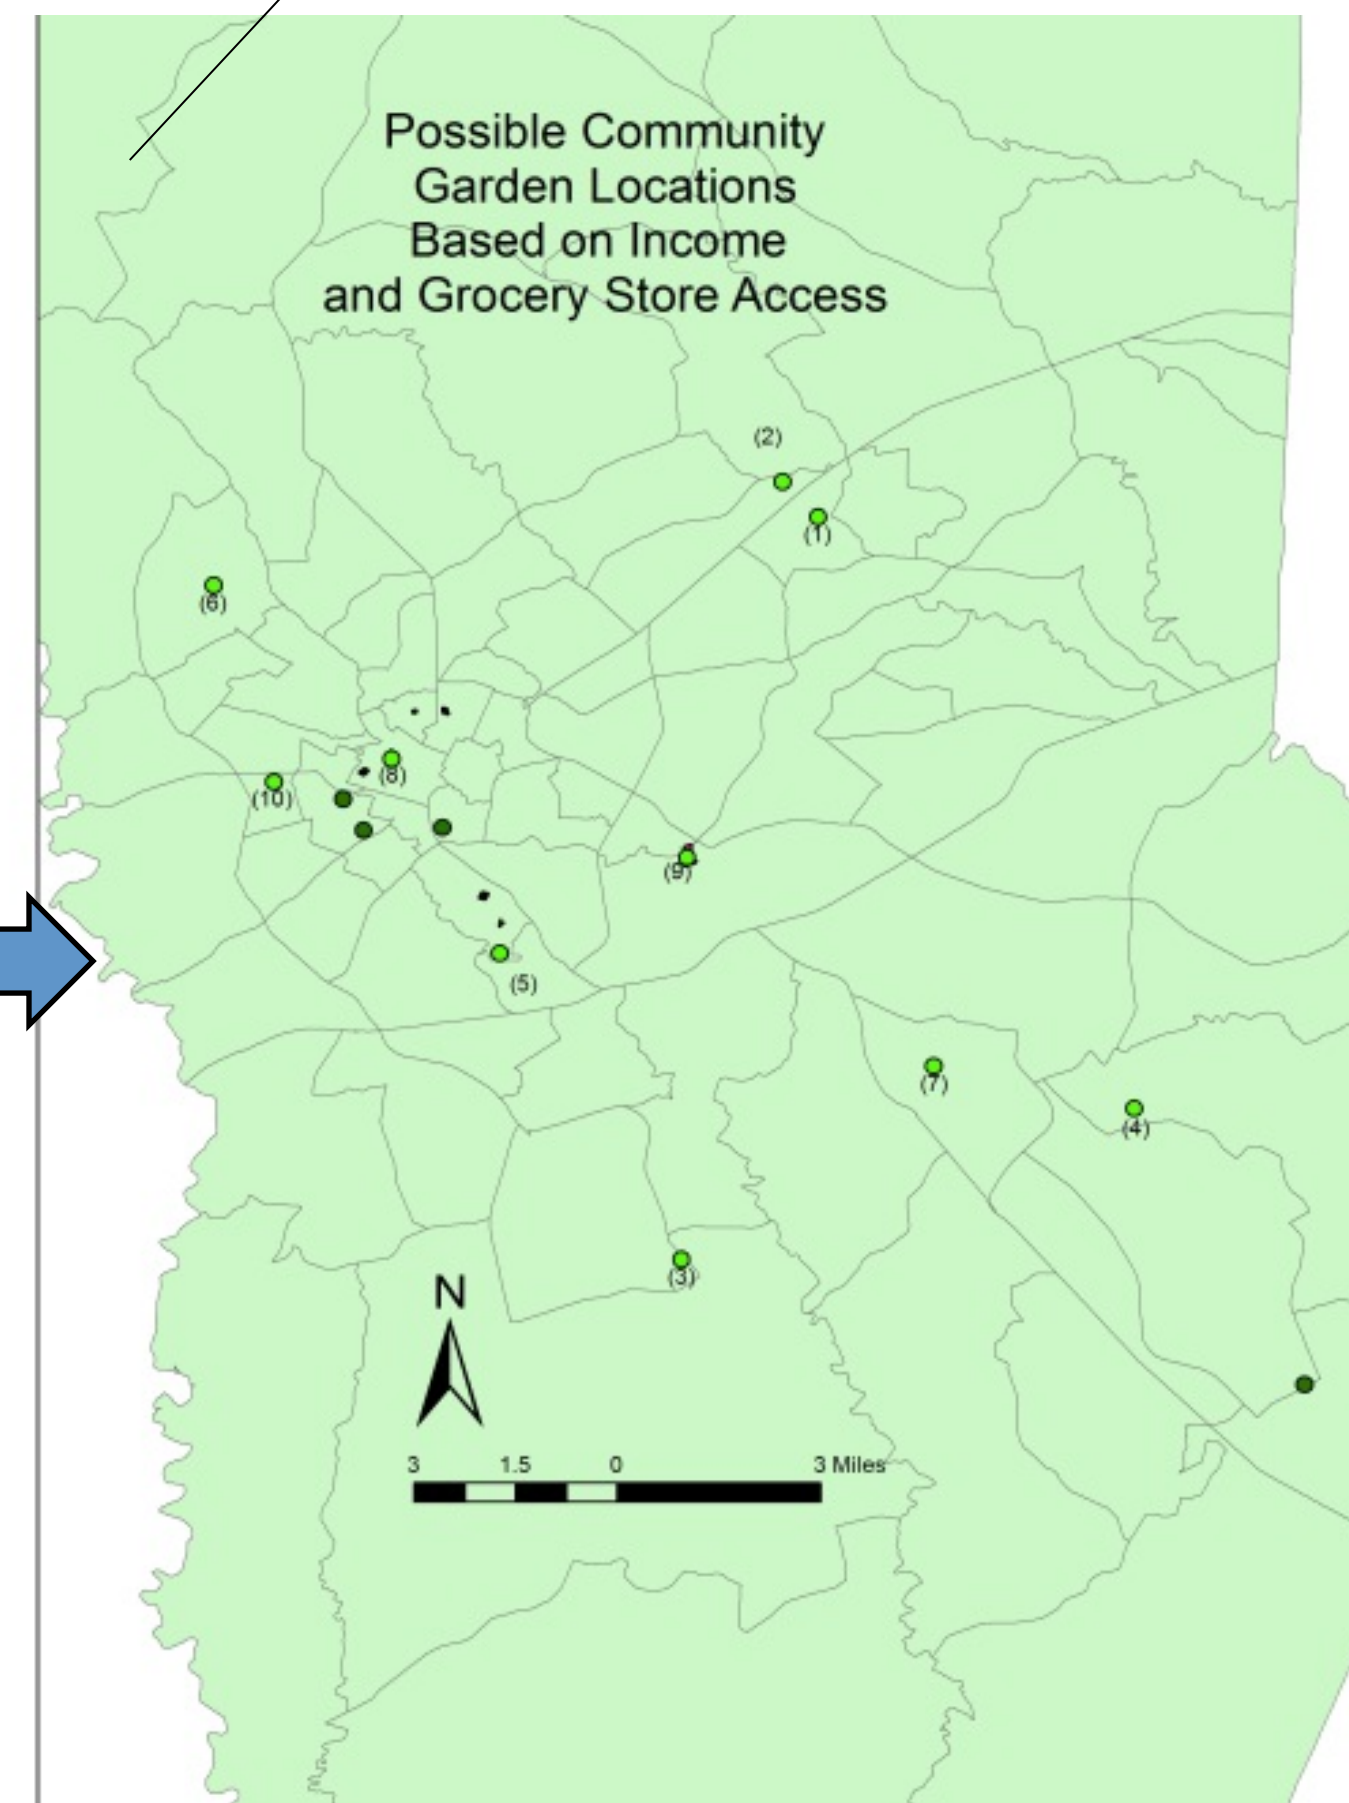 Possible Community
Garden Locations
Based on Income
and Grocery Store Access
(2)
(1)
(6)
(8)
(10)
(9)
(5)
(7)
(4)
(3)
N
3 1.5 0 3 Miles